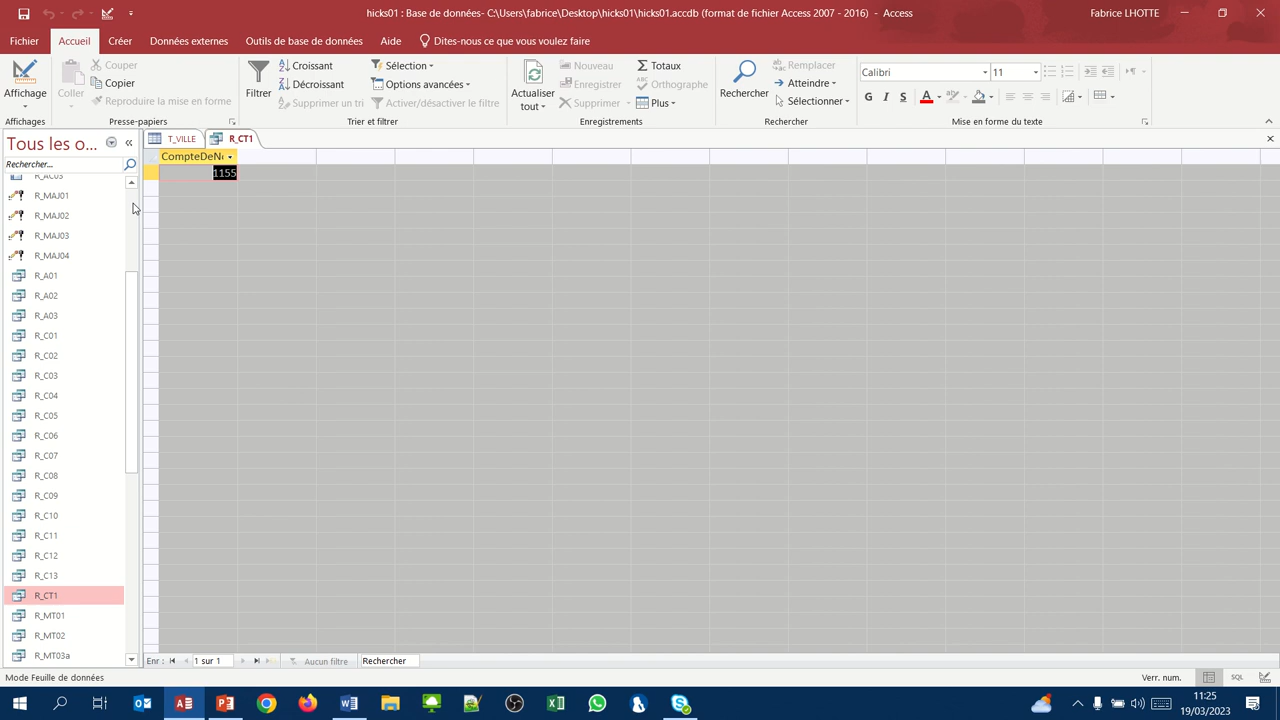 hicks01 : Base de données- C:\Users\fabrice\Desktop\hicks01\hicks01.accdb (format de fichier Access 2007 - 2016) - Access
Fabrice LHOTTE
Fichier
Accueil
Créer
Données externes
Outils de base de données
Aide
Dites-nous ce que vous voulez faire
Affichage
Affichages
Coller
Couper
Copier
Reproduire la mise en forme
Presse-papiers
Filtrer
Croissant
Décroissant
Supprimer un tri
Sélection
Options avancées
Activer/désactiver le filtre
Trier et filtrer
Actualiser
tout
Nouveau
Enregistrer
Supprimer
Totaux
Orthographe
Plus
Enregistrements
Rechercher
Remplacer
Atteindre
Sélectionner
Rechercher
Calibri
11
G I S
A
Mise en forme du texte
Tous les o...
Rechercher...
R_AC03
R_MAJ01
R_MAJ02
R_MAJ03
R_MAJ04
R_A01
R_A02
R_A03
R_C01
R_C02
R_C03
R_C04
R_C05
R_C06
R_C07
R_C08
R_C09
R_C10
R_C11
R_C12
R_C13
R_CT1
R_MT01
R_MT02
R_MT03a
T_VILLE
R_CT1
CompteDeN
1155
Enr :
1 sur 1
Aucun filtre
Rechercher
Mode Feuille de données
Verr. num.
SQL
11:25
19/03/2023